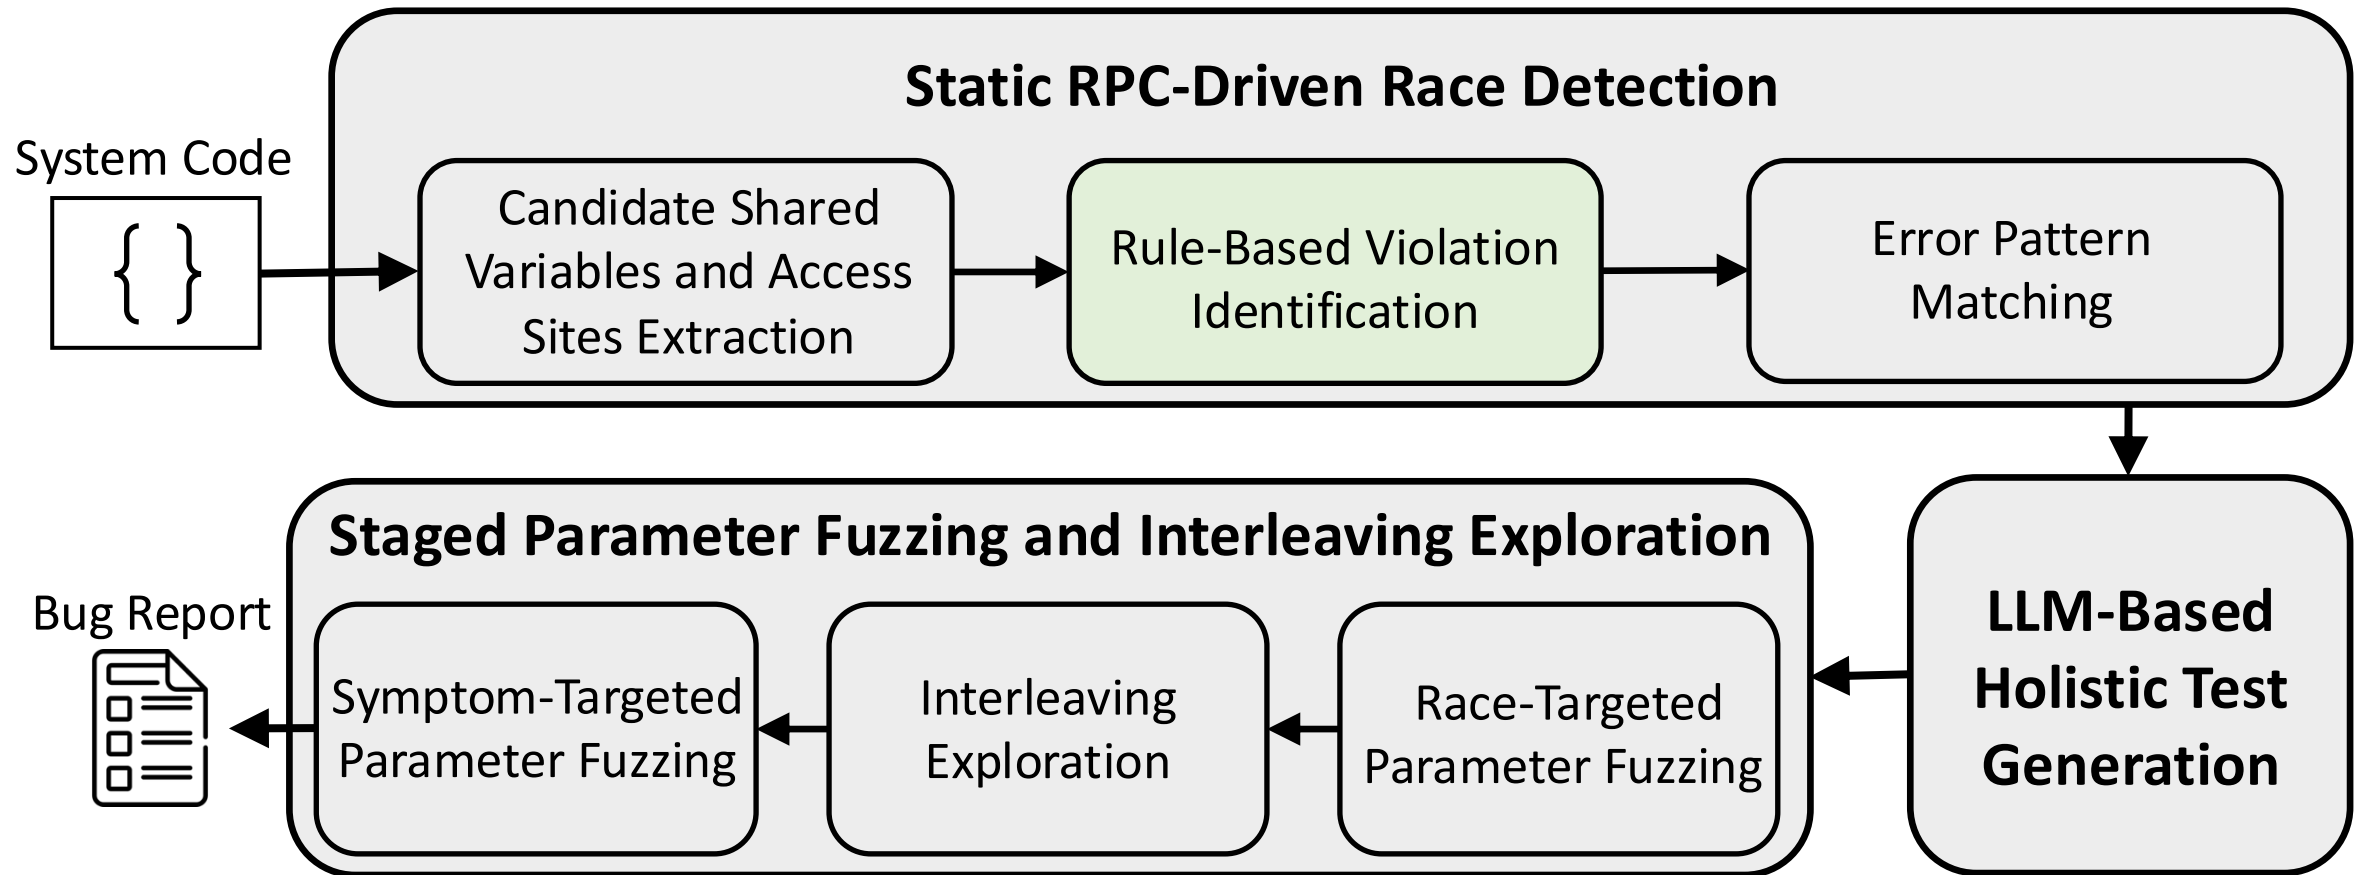 Static RPC-Driven Race Detection
System Code
{ }
Candidate Shared
Variables and Access
Sites Extraction
Rule-Based Violation
Identification
Error Pattern
Matching
LLM-Based
Holistic Test
Generation
Staged Parameter Fuzzing and Interleaving Exploration
Race-Targeted
Parameter Fuzzing
Interleaving
Exploration
Symptom-Targeted
Parameter Fuzzing
Bug Report